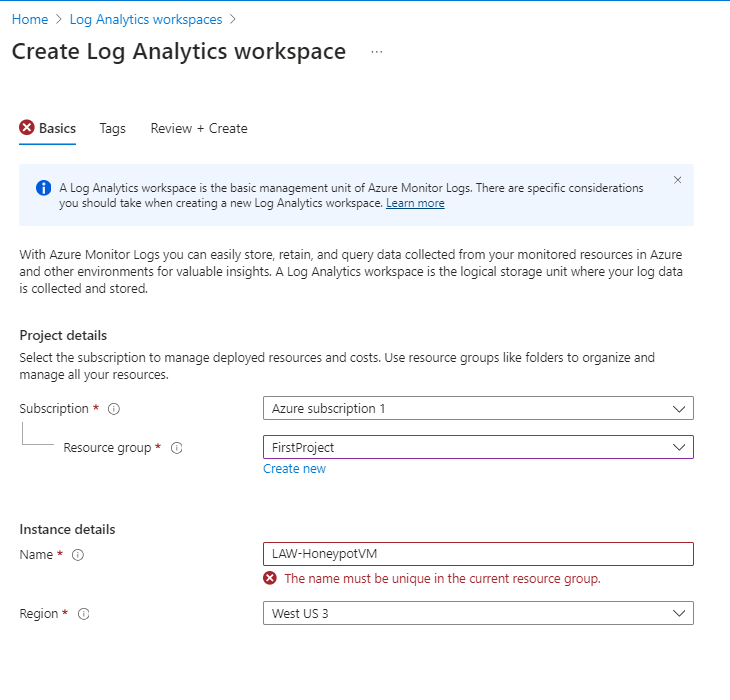 Home > Log Analytics workspaces >
Create Log Analytics workspace ...
Basics Tags Review + Create
A Log Analytics workspace is the basic management unit of Azure Monitor Logs. There are specific considerations
you should take when creating a new Log Analytics workspace. Learn more
With Azure Monitor Logs you can easily store, retain, and query data collected from your monitored resources in Azure
and other environments for valuable insights. A Log Analytics workspace is the logical storage unit where your log data
is collected and stored.
Project details
Select the subscription to manage deployed resources and costs. Use resource groups like folders to organize and
manage all your resources.
Subscription * Azure subscription 1
Resource group * FirstProject
Create new
Instance details
Name * LAW-HoneypotVM
The name must be unique in the current resource group.
Region * West US 3